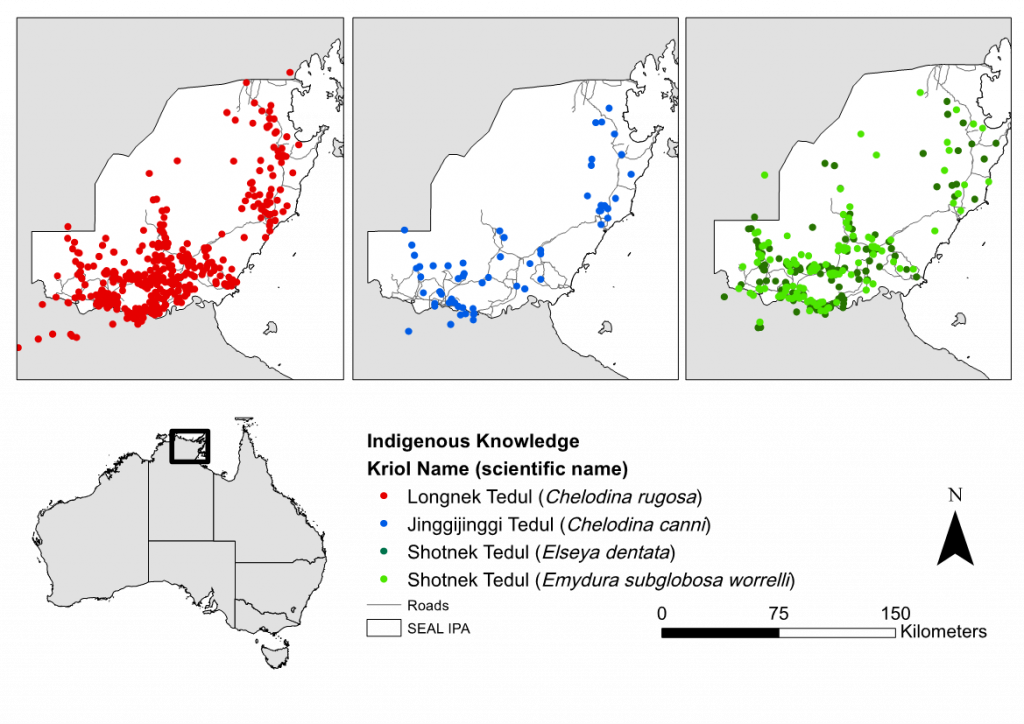 Indigenous Knowledge
Kriol Name (scientific name)
Longnek Tedul (Chelodina rugosa)
Jinggijinggi Tedul (Chelodina canni)
Shotnek Tedul (Elseya dentata)
Shotnek Tedul (Emydura subglobosa worrelli)
Roads
SEAL IPA
N
0 75 150
Kilometers